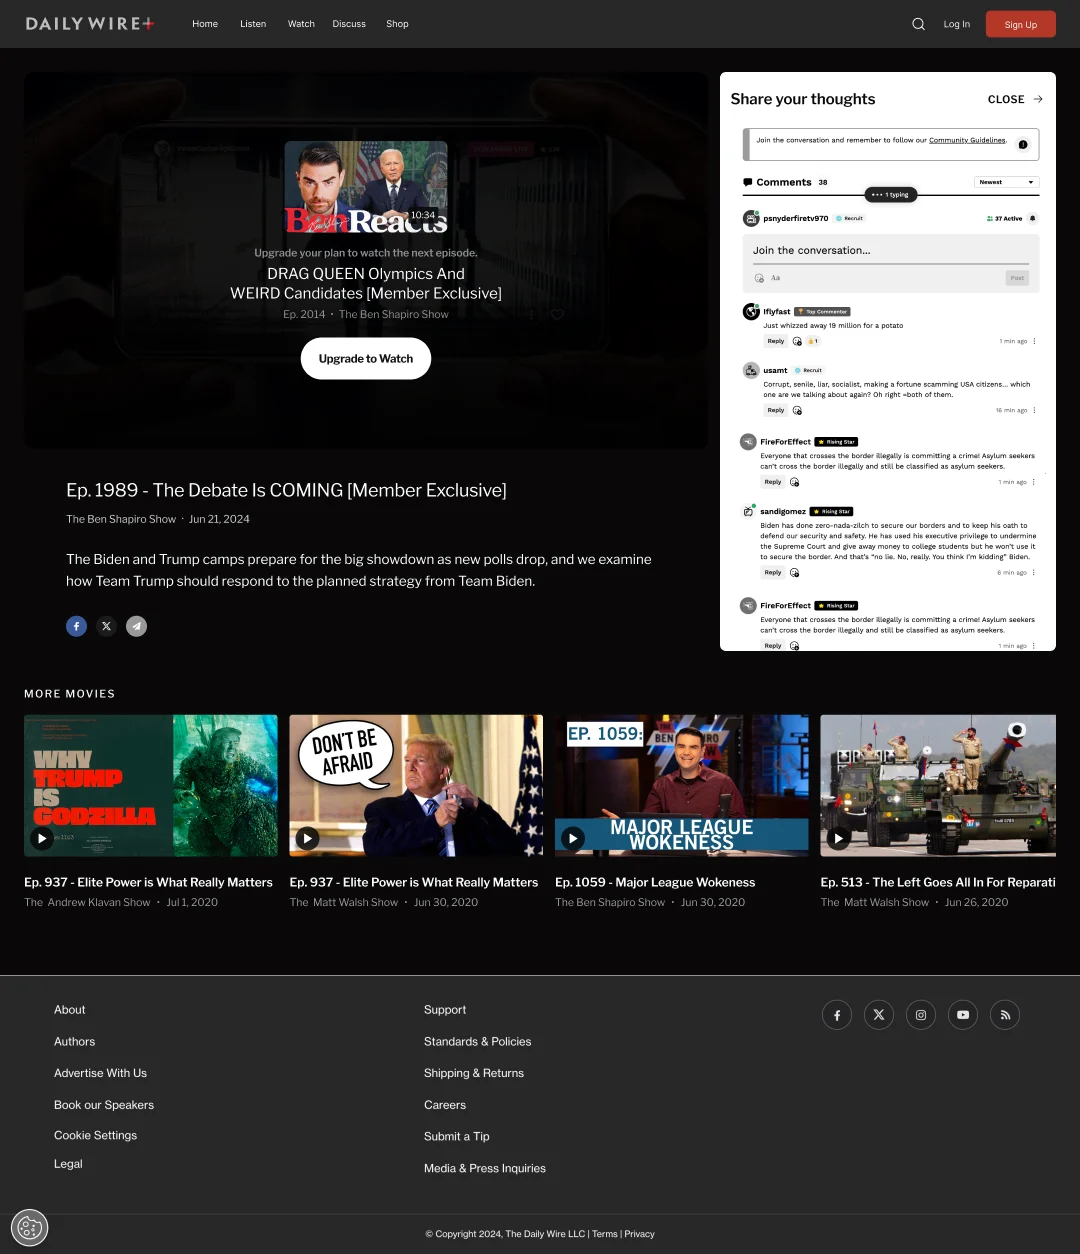 DAILY WIRE+
Home
Listen
Watch
Discuss
Shop
Log In
Sign Up
Ben Reacts
10:34
Upgrade your plan to watch the next episode.
DRAG QUEEN Olympics And
WEIRD Candidates [Member Exclusive]
Ep. 2014 • The Ben Shapiro Show
Upgrade to Watch
Share your thoughts
CLOSE →
Join the conversation and remember to follow our Community Guidelines.
Comments 38
Newest
1 typing
psnyderfiretv970 Recruit
37 Active
Join the conversation...
Aa
Post
Iflyfast Top Commenter
Just whizzed away 19 million for a potato
Reply
1
1 min ago
usamt Recruit
Corrupt, senile, liar, socialist, making a fortune scamming USA citizens... which
one are we talking about again? Oh right =both of them.
Reply
16 min ago
FireForEffect Rising Star
Everyone that crosses the border illegally is committing a crime! Asylum seekers
can't cross the border illegally and still be classified as asylum seekers.
Reply
1 min ago
sandigomez Rising Star
Biden has done zero-nada-zilch to secure our borders and to keep his oath to
defend our security and safety. He has used his executive privilege to undermine
the Supreme Court and give away money to college students but he won't use it
to secure the border. And that's "no lie. No, really. You think I'm kidding" Biden.
Reply
6 min ago
FireForEffect Rising Star
Everyone that crosses the border illegally is committing a crime! Asylum seekers
can't cross the border illegally and still be classified as asylum seekers.
Reply
1 min ago
Ep. 1989 - The Debate Is COMING [Member Exclusive]
The Ben Shapiro Show • Jun 21, 2024
The Biden and Trump camps prepare for the big showdown as new polls drop, and we examine
how Team Trump should respond to the planned strategy from Team Biden.
MORE MOVIES
WHY
TRUMP
IS
GODZILLA
DON'T BE
AFRAID
EP. 1059:
MAJOR LEAGUE
WOKENESS
Ep. 937 - Elite Power is What Really Matters
The Andrew Klavan Show • Jul 1, 2020
Ep. 937 - Elite Power is What Really Matters
The Matt Walsh Show • Jun 30, 2020
Ep. 1059 - Major League Wokeness
The Ben Shapiro Show • Jun 30, 2020
Ep. 513 - The Left Goes All In For Reparati
The Matt Walsh Show • Jun 26, 2020
About
Authors
Advertise With Us
Book our Speakers
Cookie Settings
Legal
Support
Standards & Policies
Shipping & Returns
Careers
Submit a Tip
Media & Press Inquiries
© Copyright 2024, The Daily Wire LLC | Terms | Privacy